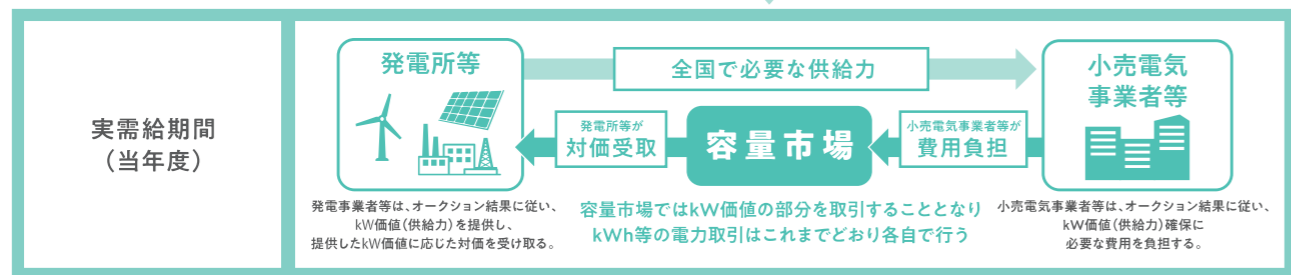 実需給期間
（当年度）
発電所等
全国で必要な供給力
小売電気
事業者等
発電所等が
対価受取
容量市場
小売電気事業者等が
費用負担
発電事業者等は、オークション結果に従い、
kW価値（供給力）を提供し、
提供したkW価値に応じた対価を受け取る。
容量市場ではkW価値の部分を取引することとなり
kWh等の電力取引はこれまでどおり各自で行う
小売電気事業者等は、オークション結果に従い、
kW価値（供給力）確保に
必要な費用を負担する。